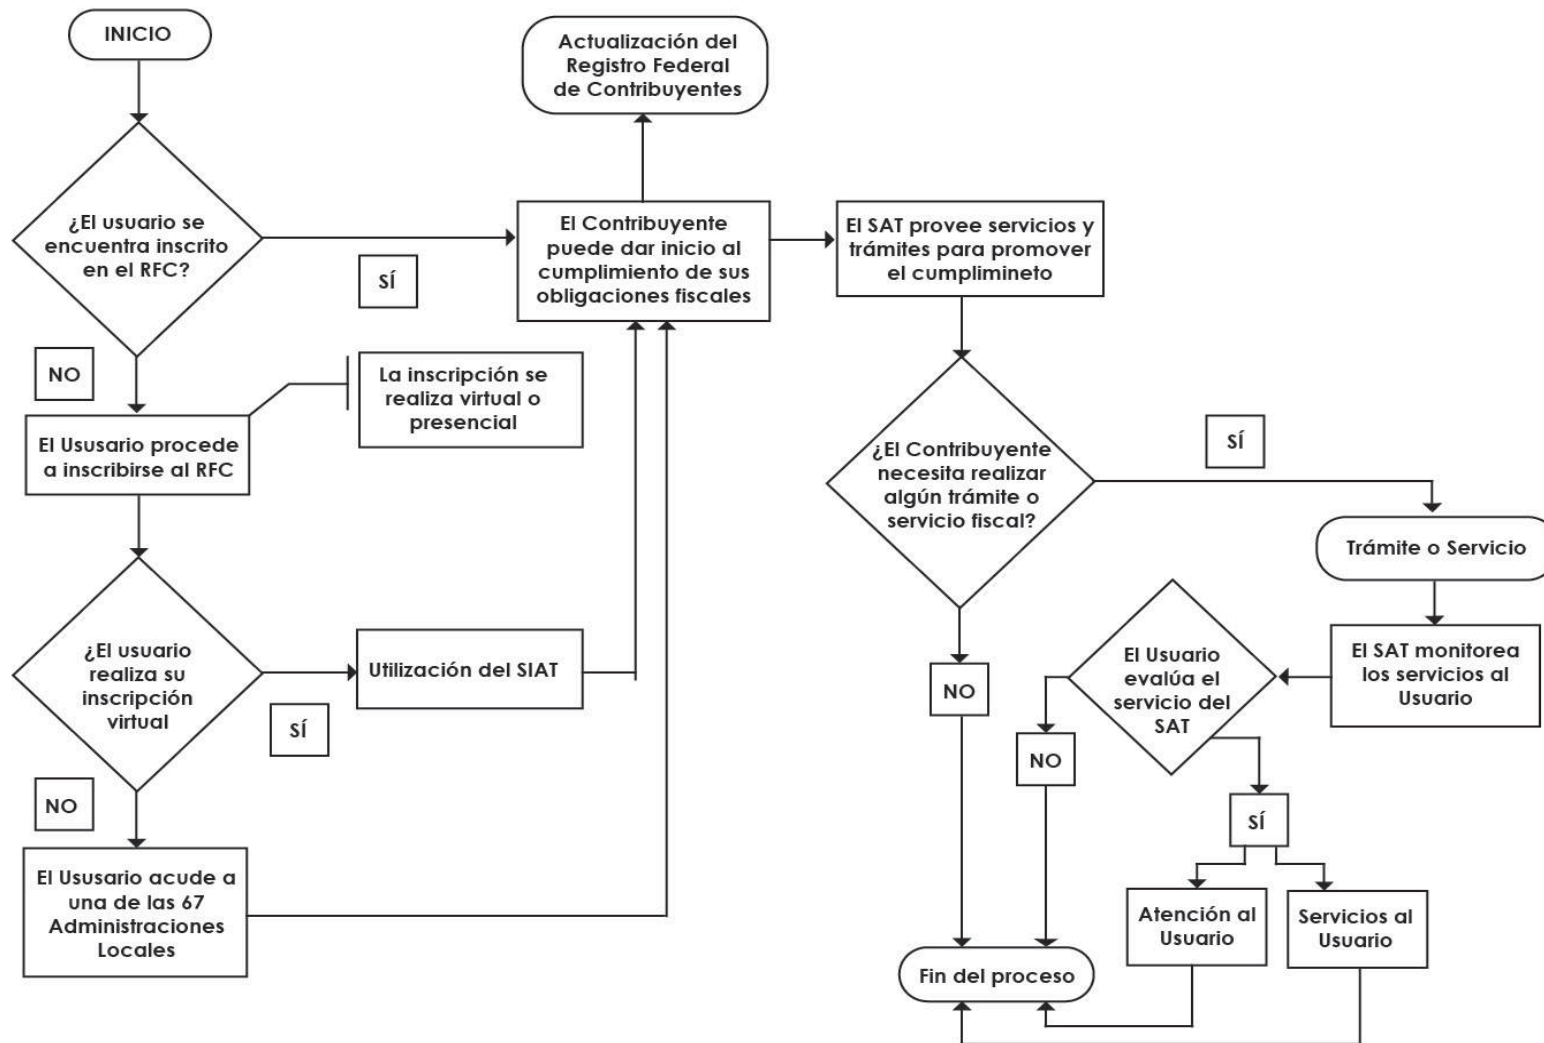 INICIO
Actualización del
Registro Federal
de Contribuyentes
¿El usuario se
encuentra inscrito
en el RFC?
SÍ
NO
El Contribuyente
puede dar inicio al
cumplimiento de sus
obligaciones fiscales
El SAT provee servicios y
trámites para promover
el cumplimineto
La inscripción se
realiza virtual o
presencial
El Ususario procede
a inscribirse al RFC
¿El usuario
realiza su
inscripción
virtual
SÍ
NO
Utilización del SIAT
El Ususario acude a
una de las 67
Administraciones
Locales
¿El Contribuyente
necesita realizar
algún trámite o
servicio fiscal?
SÍ
NO
Trámite o Servicio
El SAT monitorea
los servicios al
Usuario
El Usuario
evalúa el
servicio del
SAT
NO
SÍ
Atención al
Usuario
Servicios al
Usuario
Fin del proceso